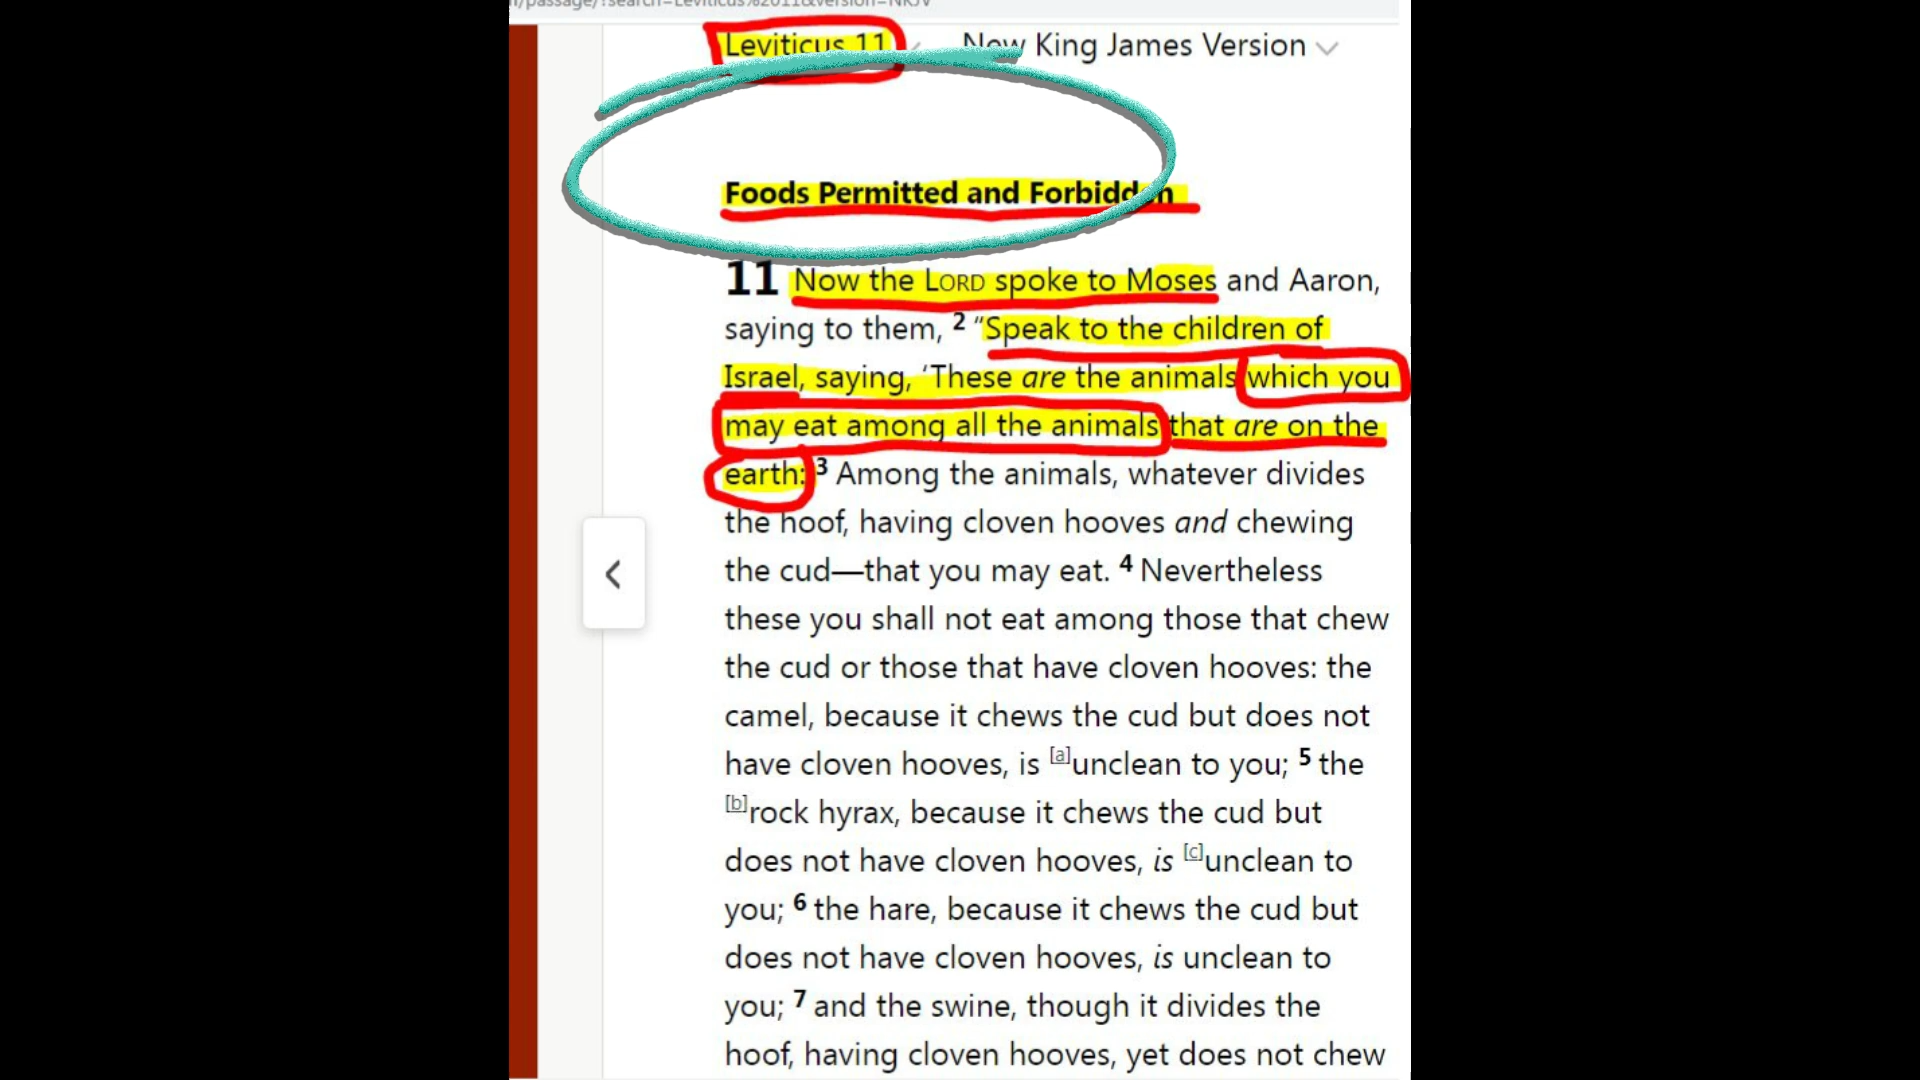 /passage/?search=Leviticus%2011&version=NKJV
Leviticus 11 New King James Version
Foods Permitted and Forbidden
11 Now the LORD spoke to Moses and Aaron,
saying to them, 2 “Speak to the children of
Israel, saying, ‘These are the animals which you
may eat among all the animals that are on the
earth: 3 Among the animals, whatever divides
the hoof, having cloven hooves and chewing
the cud—that you may eat. 4 Nevertheless
these you shall not eat among those that chew
the cud or those that have cloven hooves: the
camel, because it chews the cud but does not
have cloven hooves, is [a]unclean to you; 5 the
[b]rock hyrax, because it chews the cud but
does not have cloven hooves, is [c]unclean to
you; 6 the hare, because it chews the cud but
does not have cloven hooves, is unclean to
you; 7 and the swine, though it divides the
hoof, having cloven hooves, yet does not chew